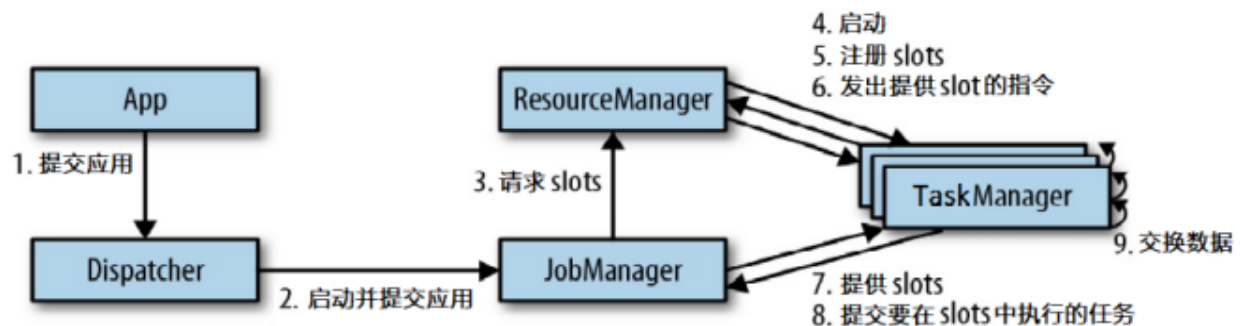 4. 启动
5. 注册 slots
6. 发出提供 slot 的指令
App
ResourceManager
1. 提交应用
3. 请求 slots
TaskManager
9. 交换数据
Dispatcher
JobManager
2. 启动并提交应用
7. 提供 slots
8. 提交要在 slots 中执行的任务